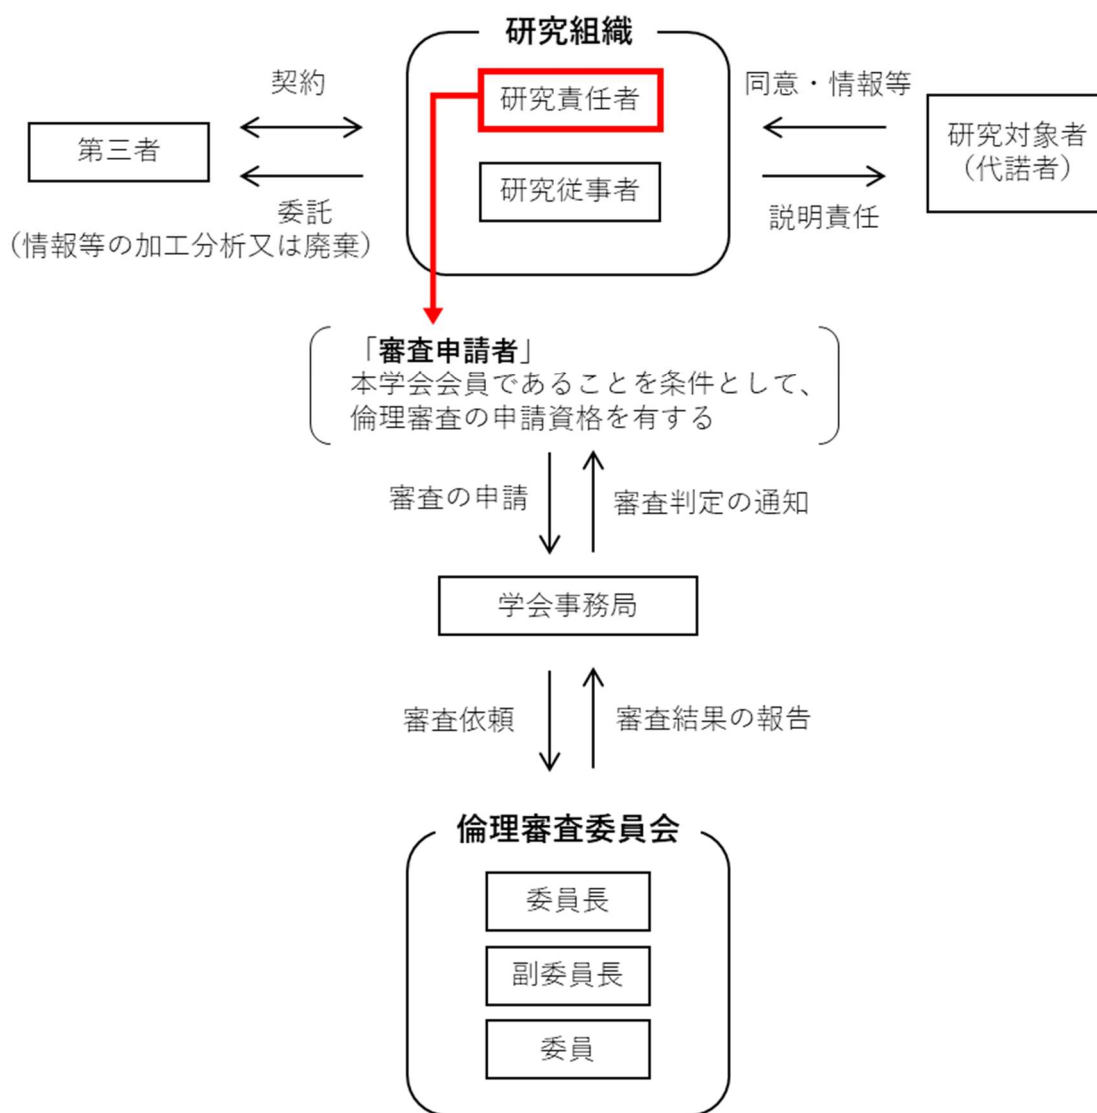 研究組織
研究責任者
研究従事者
契約
第三者
委託
（情報等の加工分析又は廃棄）
同意・情報等
研究対象者
（代諾者）
説明責任
「審査申請者」
本学会会員であることを条件として、
倫理審査の申請資格を有する
審査の申請
審査判定の通知
学会事務局
審査依頼
審査結果の報告
倫理審査委員会
委員長
副委員長
委員